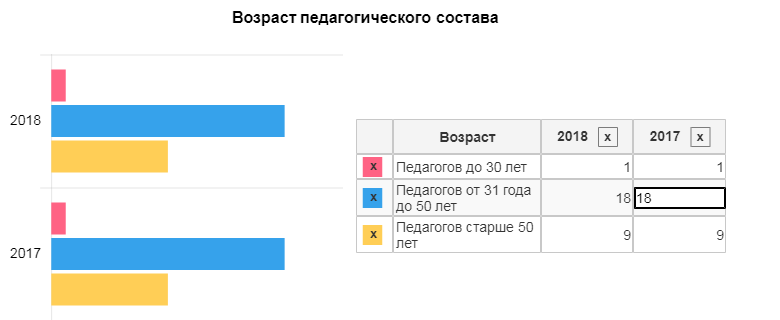 Возраст педагогического состава
2018
2017
Возраст 2018 x 2017 x
x Педагогов до 30 лет 1 1
x Педагогов от 31 года
до 50 лет 18 18
x Педагогов старше 50
лет 9 9